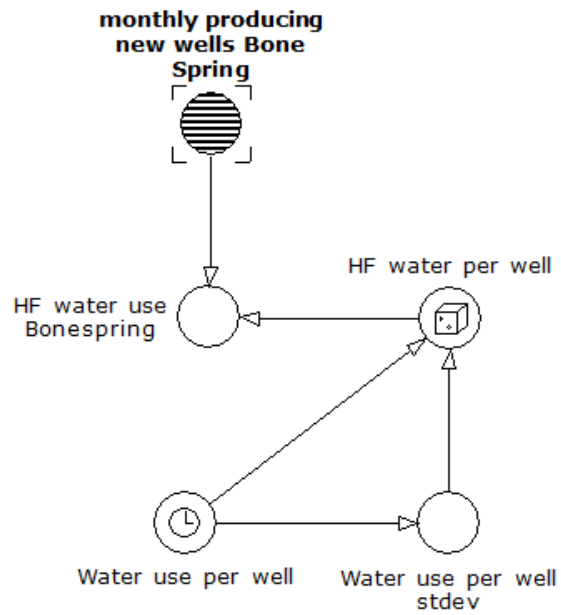 monthly producing
new wells Bone
Spring
HF water per well
HF water use
Bonespring
Water use per well
Water use per well
stdev